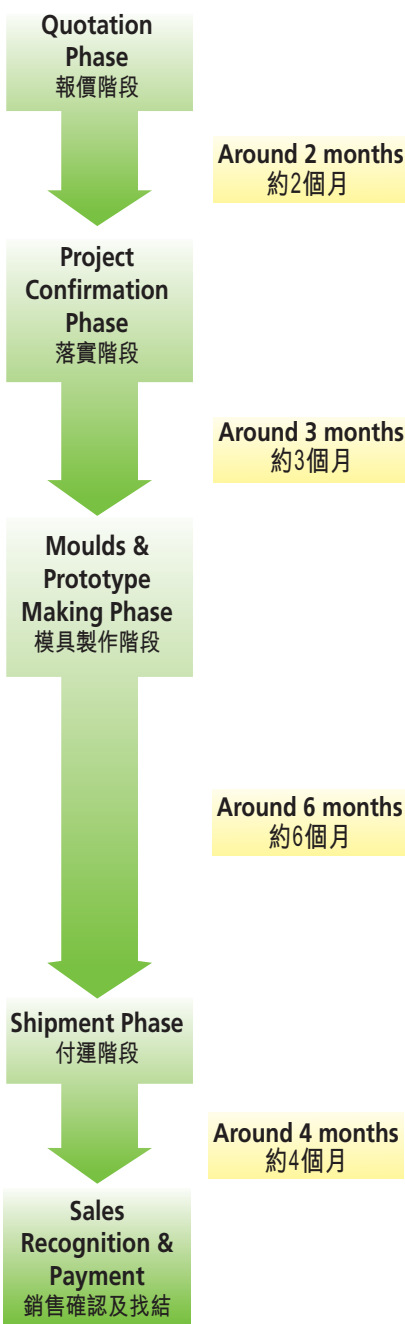 Quotation
Phase
報價階段
Around 2 months
約2個月
Project
Confirmation
Phase
落實階段
Around 3 months
約3個月
Moulds &
Prototype
Making Phase
模具製作階段
Around 6 months
約6個月
Shipment Phase
付運階段
Around 4 months
約4個月
Sales
Recognition &
Payment
銷售確認及找結